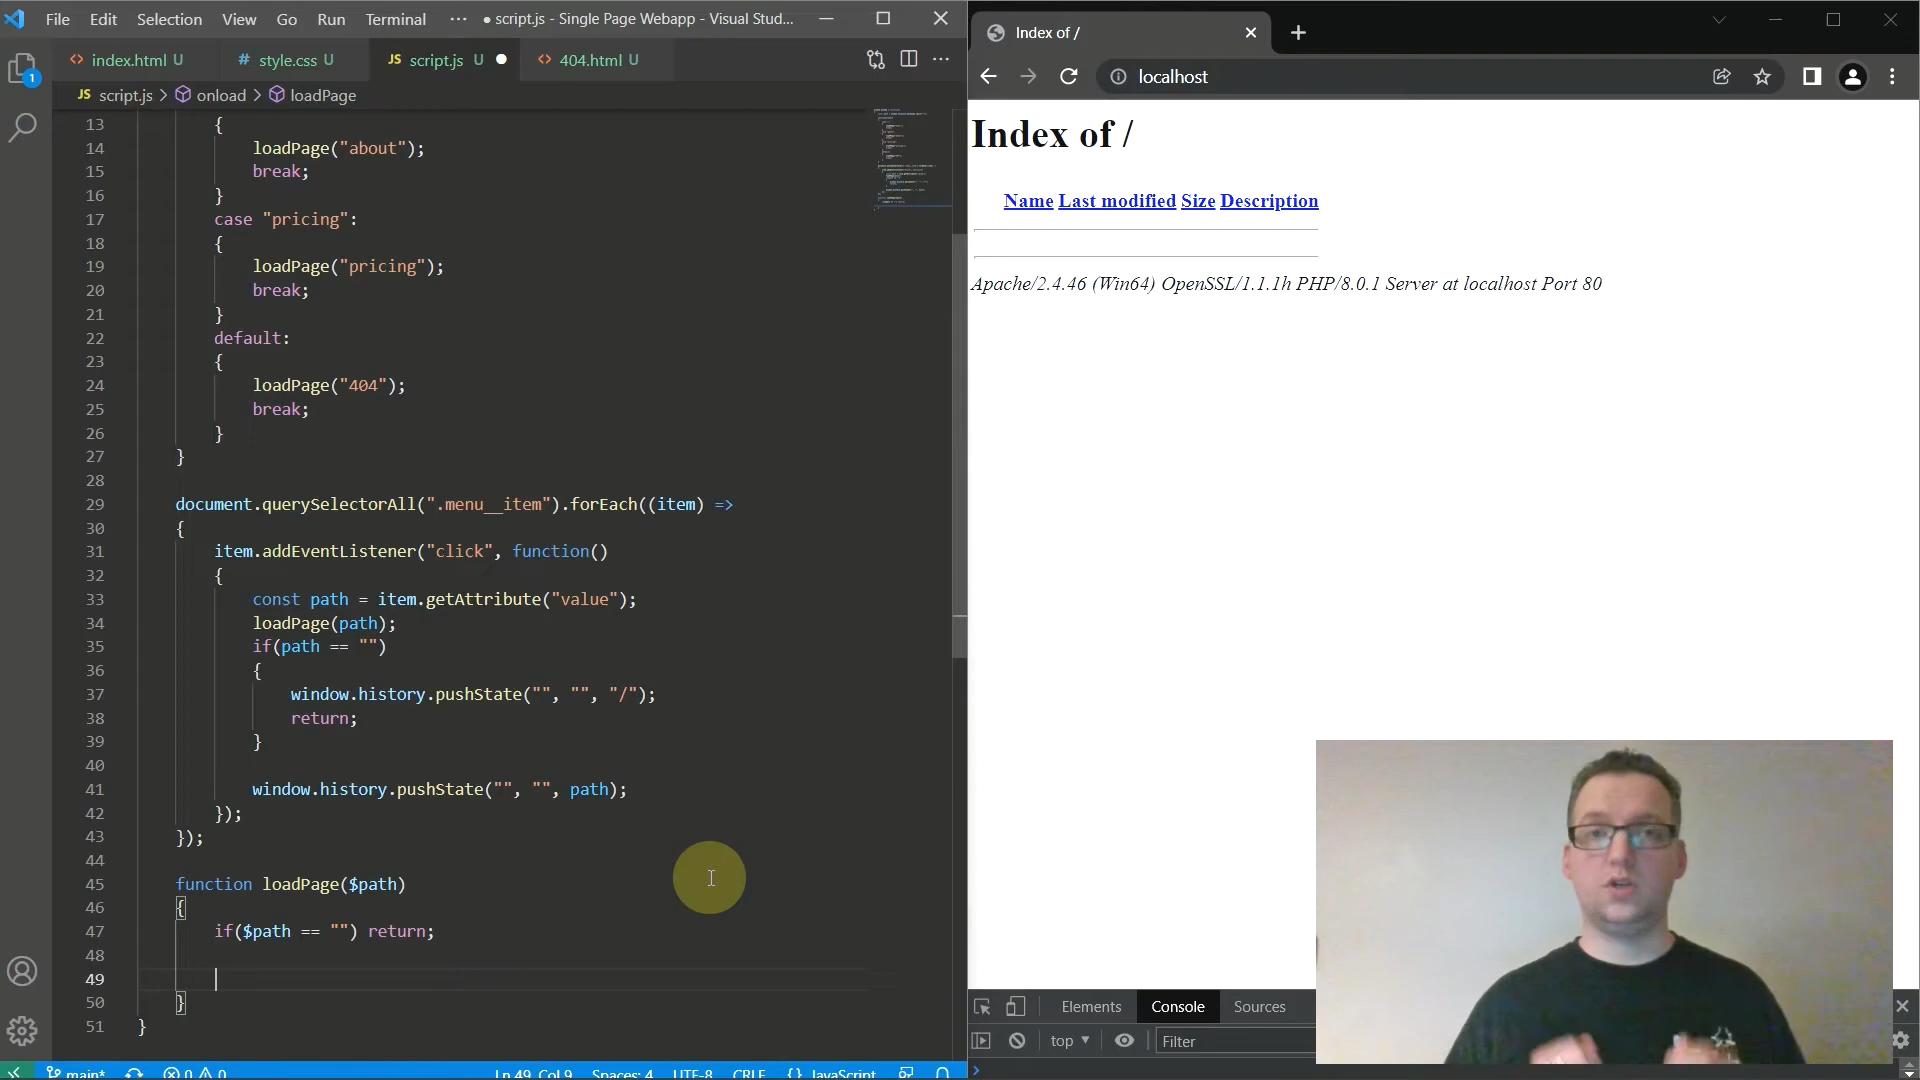 File Edit Selection View Go Run Terminal ··· ● script.js - Single Page Webapp - Visual Stud...
index.html U # style.css U JS script.js U ● 404.html U
JS script.js > onload > loadPage
13 {
14 loadPage("about");
15 break;
16 }
17 case "pricing":
18 {
19 loadPage("pricing");
20 break;
21 }
22 default:
23 {
24 loadPage("404");
25 break;
26 }
27 }
28
29 document.querySelectorAll(".menu__item").forEach((item) =>
30 {
31 item.addEventListener("click", function()
32 {
33 const path = item.getAttribute("value");
34 loadPage(path);
35 if(path == "")
36 {
37 window.history.pushState("", "", "/");
38 return;
39 }
40
41 window.history.pushState("", "", path);
42 });
43 });
44
45 function loadPage($path)
46 {
47 if($path == "") return;
48
49
50 }
51 }
1
main* 0 0 Ln 49, Col 9 Spaces: 4 UTF-8 CRLF {} JavaScript
Index of /
localhost
Index of /
Name Last modified Size Description
Apache/2.4.46 (Win64) OpenSSL/1.1.1h PHP/8.0.1 Server at localhost Port 80
Elements Console Sources
top Filter